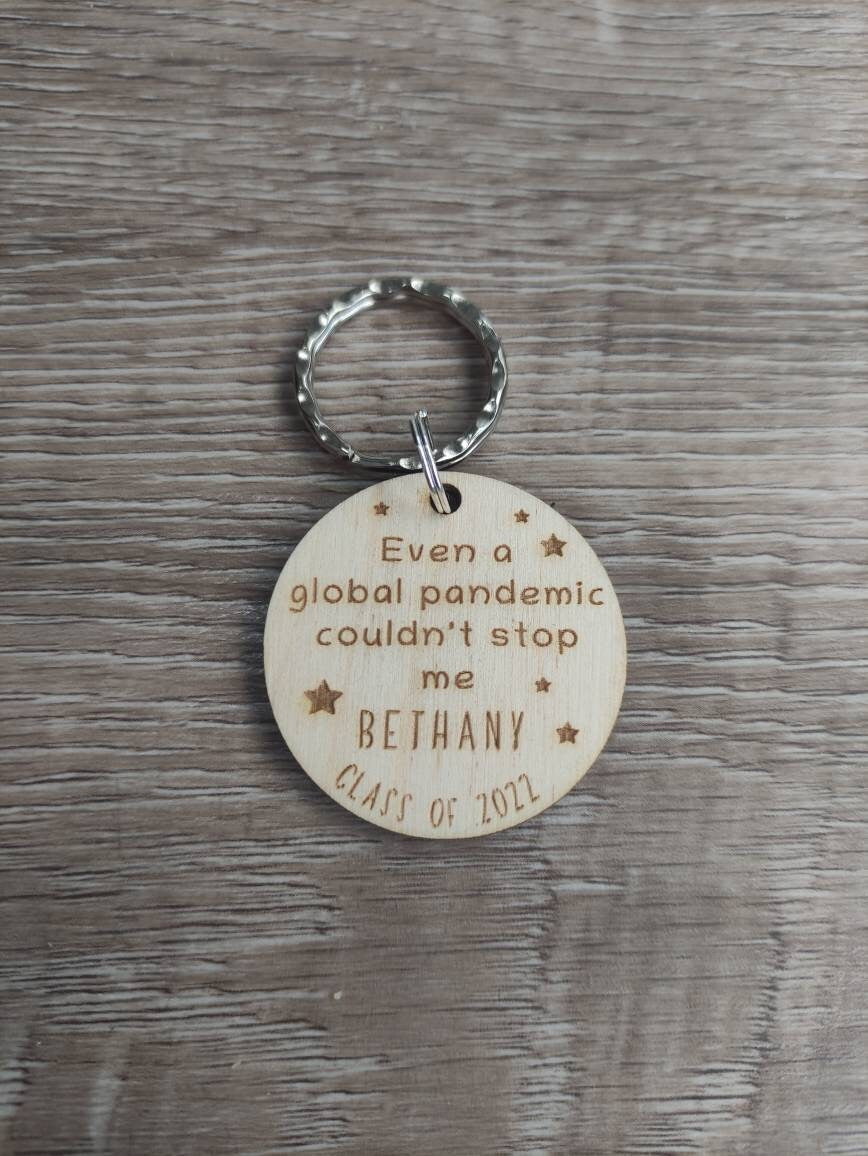 Even a
global pandemic
couldn't stop
me
BETHANY
CLASS OF 2022